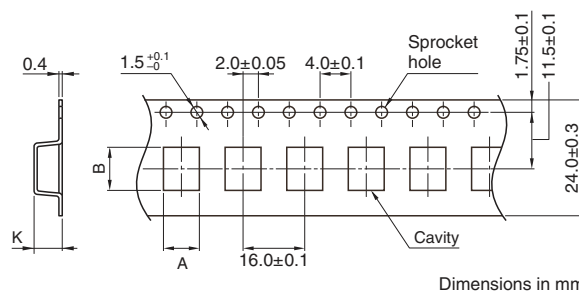 0.4
1.5 +0.1 −0
2.0±0.05
4.0±0.1
Sprocket
hole
1.75±0.1
11.5±0.1
24.0±0.3
B
K
A
16.0±0.1
Cavity
Dimensions in mm